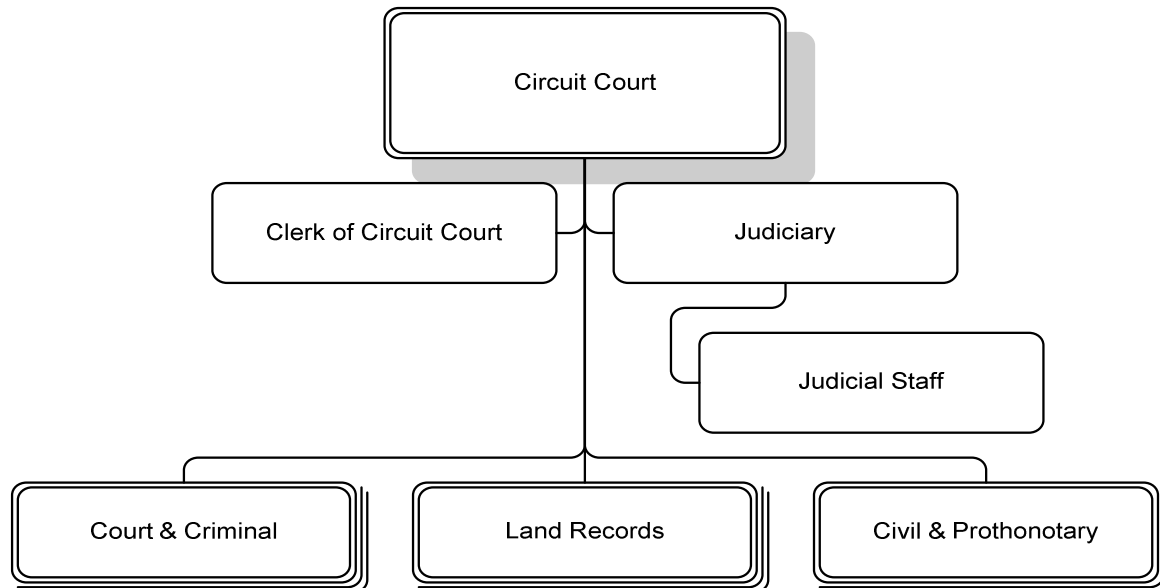 Circuit Court
Clerk of Circuit Court
Judiciary
Judicial Staff
Court & Criminal
Land Records
Civil & Prothonotary